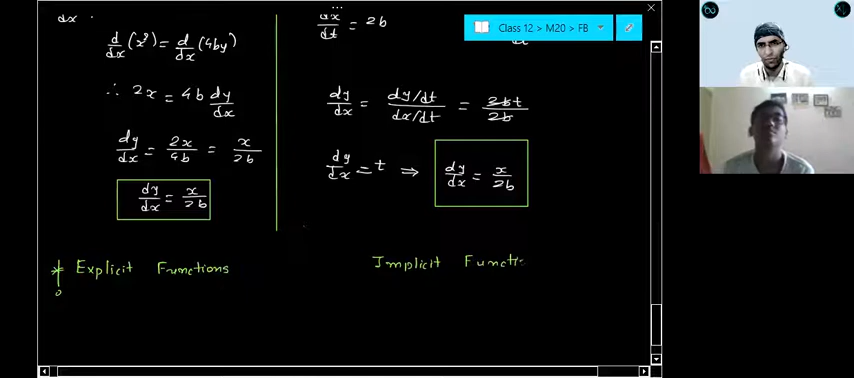 dx
d/dx (x²) = d/dx (4by)
∴ 2x = 4b dy/dx
dy/dx = 2x/4b = x/2b
dy/dx = x/2b
dx/dt = 2b
Class 12 > M20 > FB
dy/dx = dy/dt / dx/dt = 2bt/2b
dy/dx = t ⇒ dy/dx = x/2b
Explicit Functions
Implicit Functi